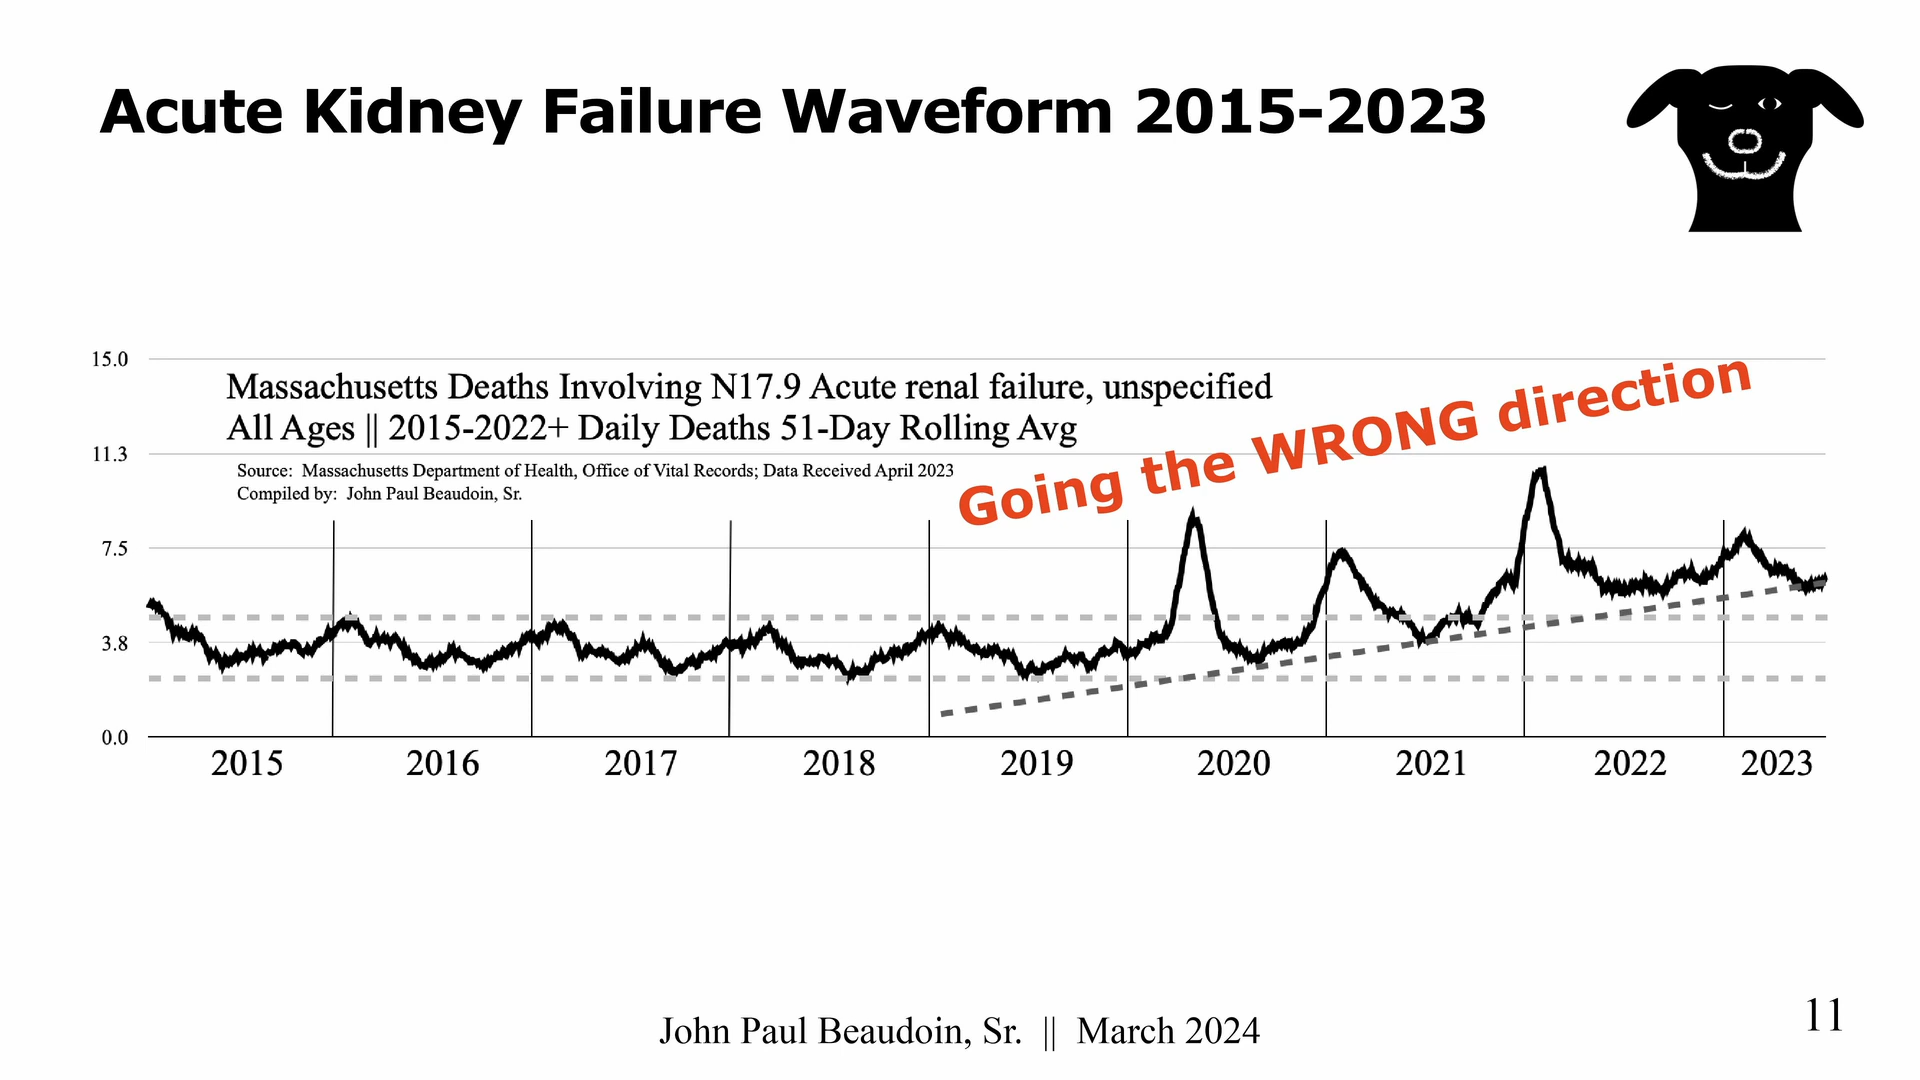 Acute Kidney Failure Waveform 2015-2023
15.0
Massachusetts Deaths Involving N17.9 Acute renal failure, unspecified
All Ages || 2015-2022+ Daily Deaths 51-Day Rolling Avg
Going the WRONG direction
11.3
Source: Massachusetts Department of Health, Office of Vital Records; Data Received April 2023
Compiled by: John Paul Beaudoin, Sr.
7.5
3.8
0.0
2015 2016 2017 2018 2019 2020 2021 2022 2023
John Paul Beaudoin, Sr. || March 2024
11